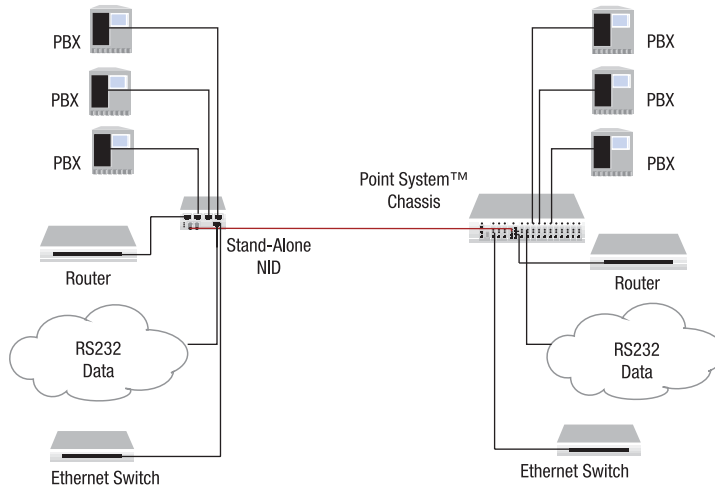 PBX
PBX
PBX
PBX
PBX
PBX
Point System™
Chassis
Stand-Alone
NID
Router
Router
RS232
Data
RS232
Data
Ethernet Switch
Ethernet Switch